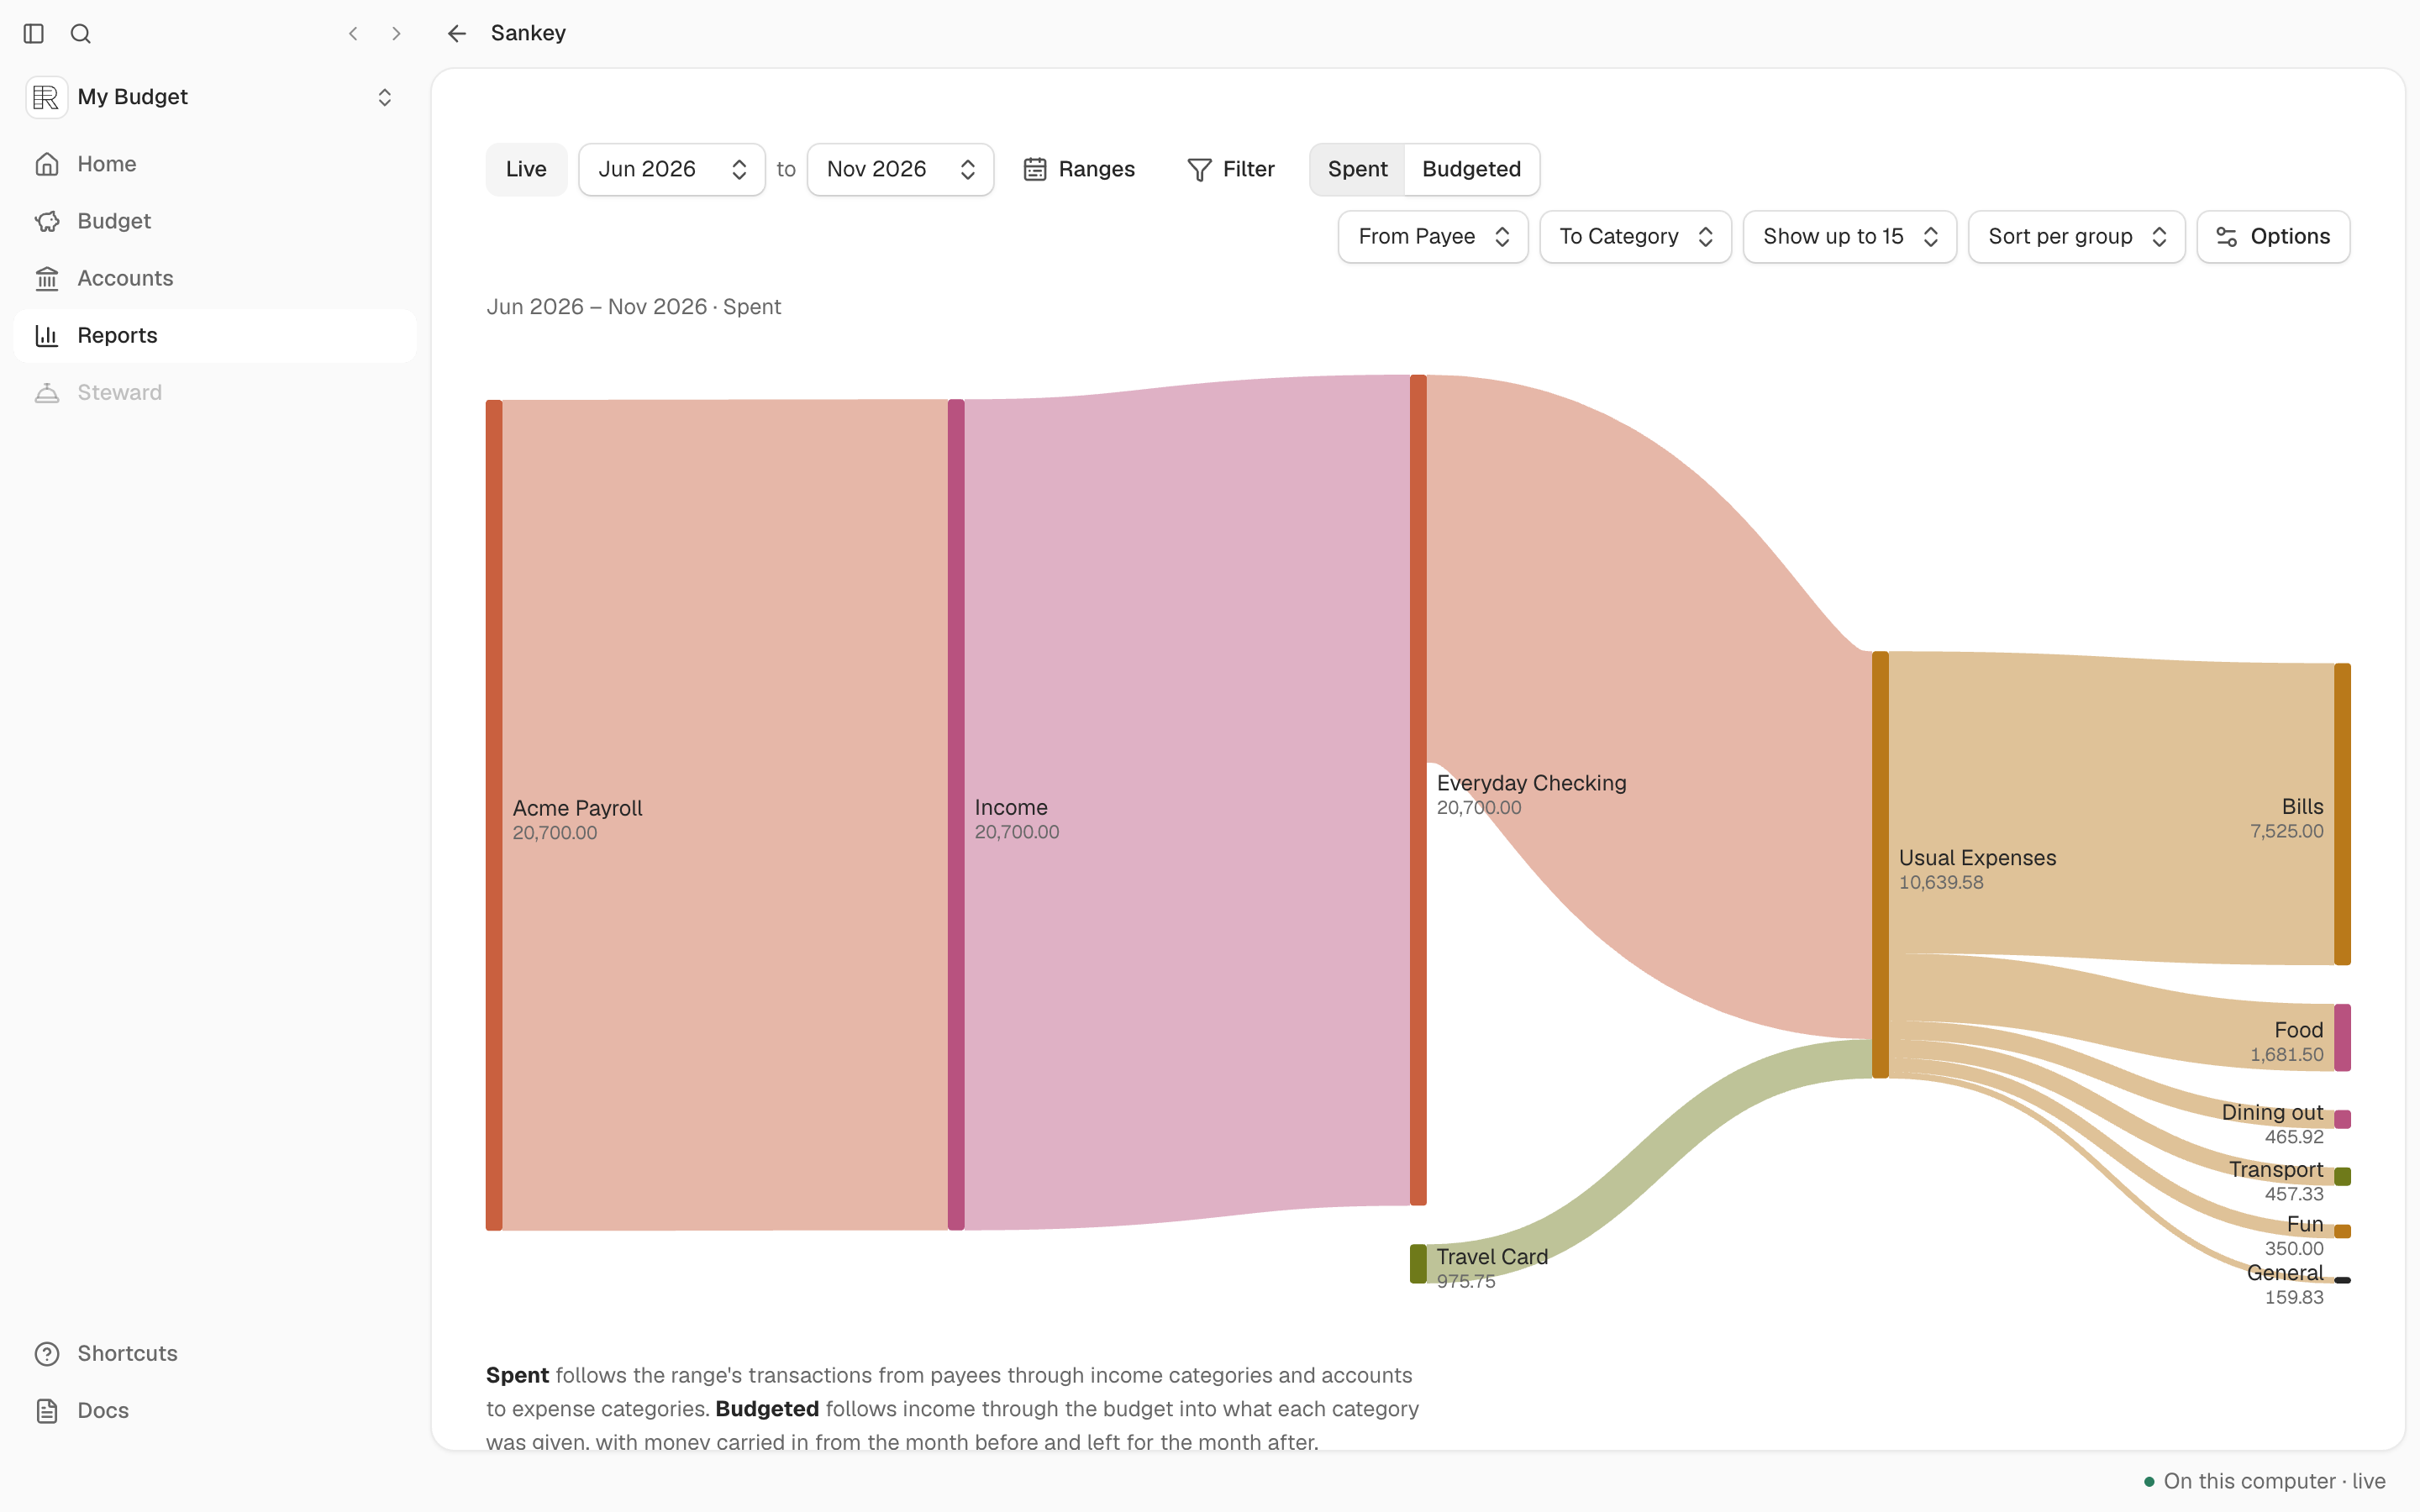 Sankey
My Budget
Home
Budget
Accounts
Reports
Steward
Shortcuts
Docs
Live
Jun 2026
to
Nov 2026
Ranges
Filter
Spent
Budgeted
From Payee
To Category
Show up to 15
Sort per group
Options
Jun 2026 – Nov 2026 · Spent
Acme Payroll
20,700.00
Income
20,700.00
Everyday Checking
20,700.00
Travel Card
975.75
Usual Expenses
10,639.58
Bills
7,525.00
Food
1,681.50
Dining out
465.92
Transport
457.33
Fun
350.00
General
159.83
Spent follows the range's transactions from payees through income categories and accounts
to expense categories. Budgeted follows income through the budget into what each category
was given, with money carried in from the month before and left for the month after.
On this computer · live